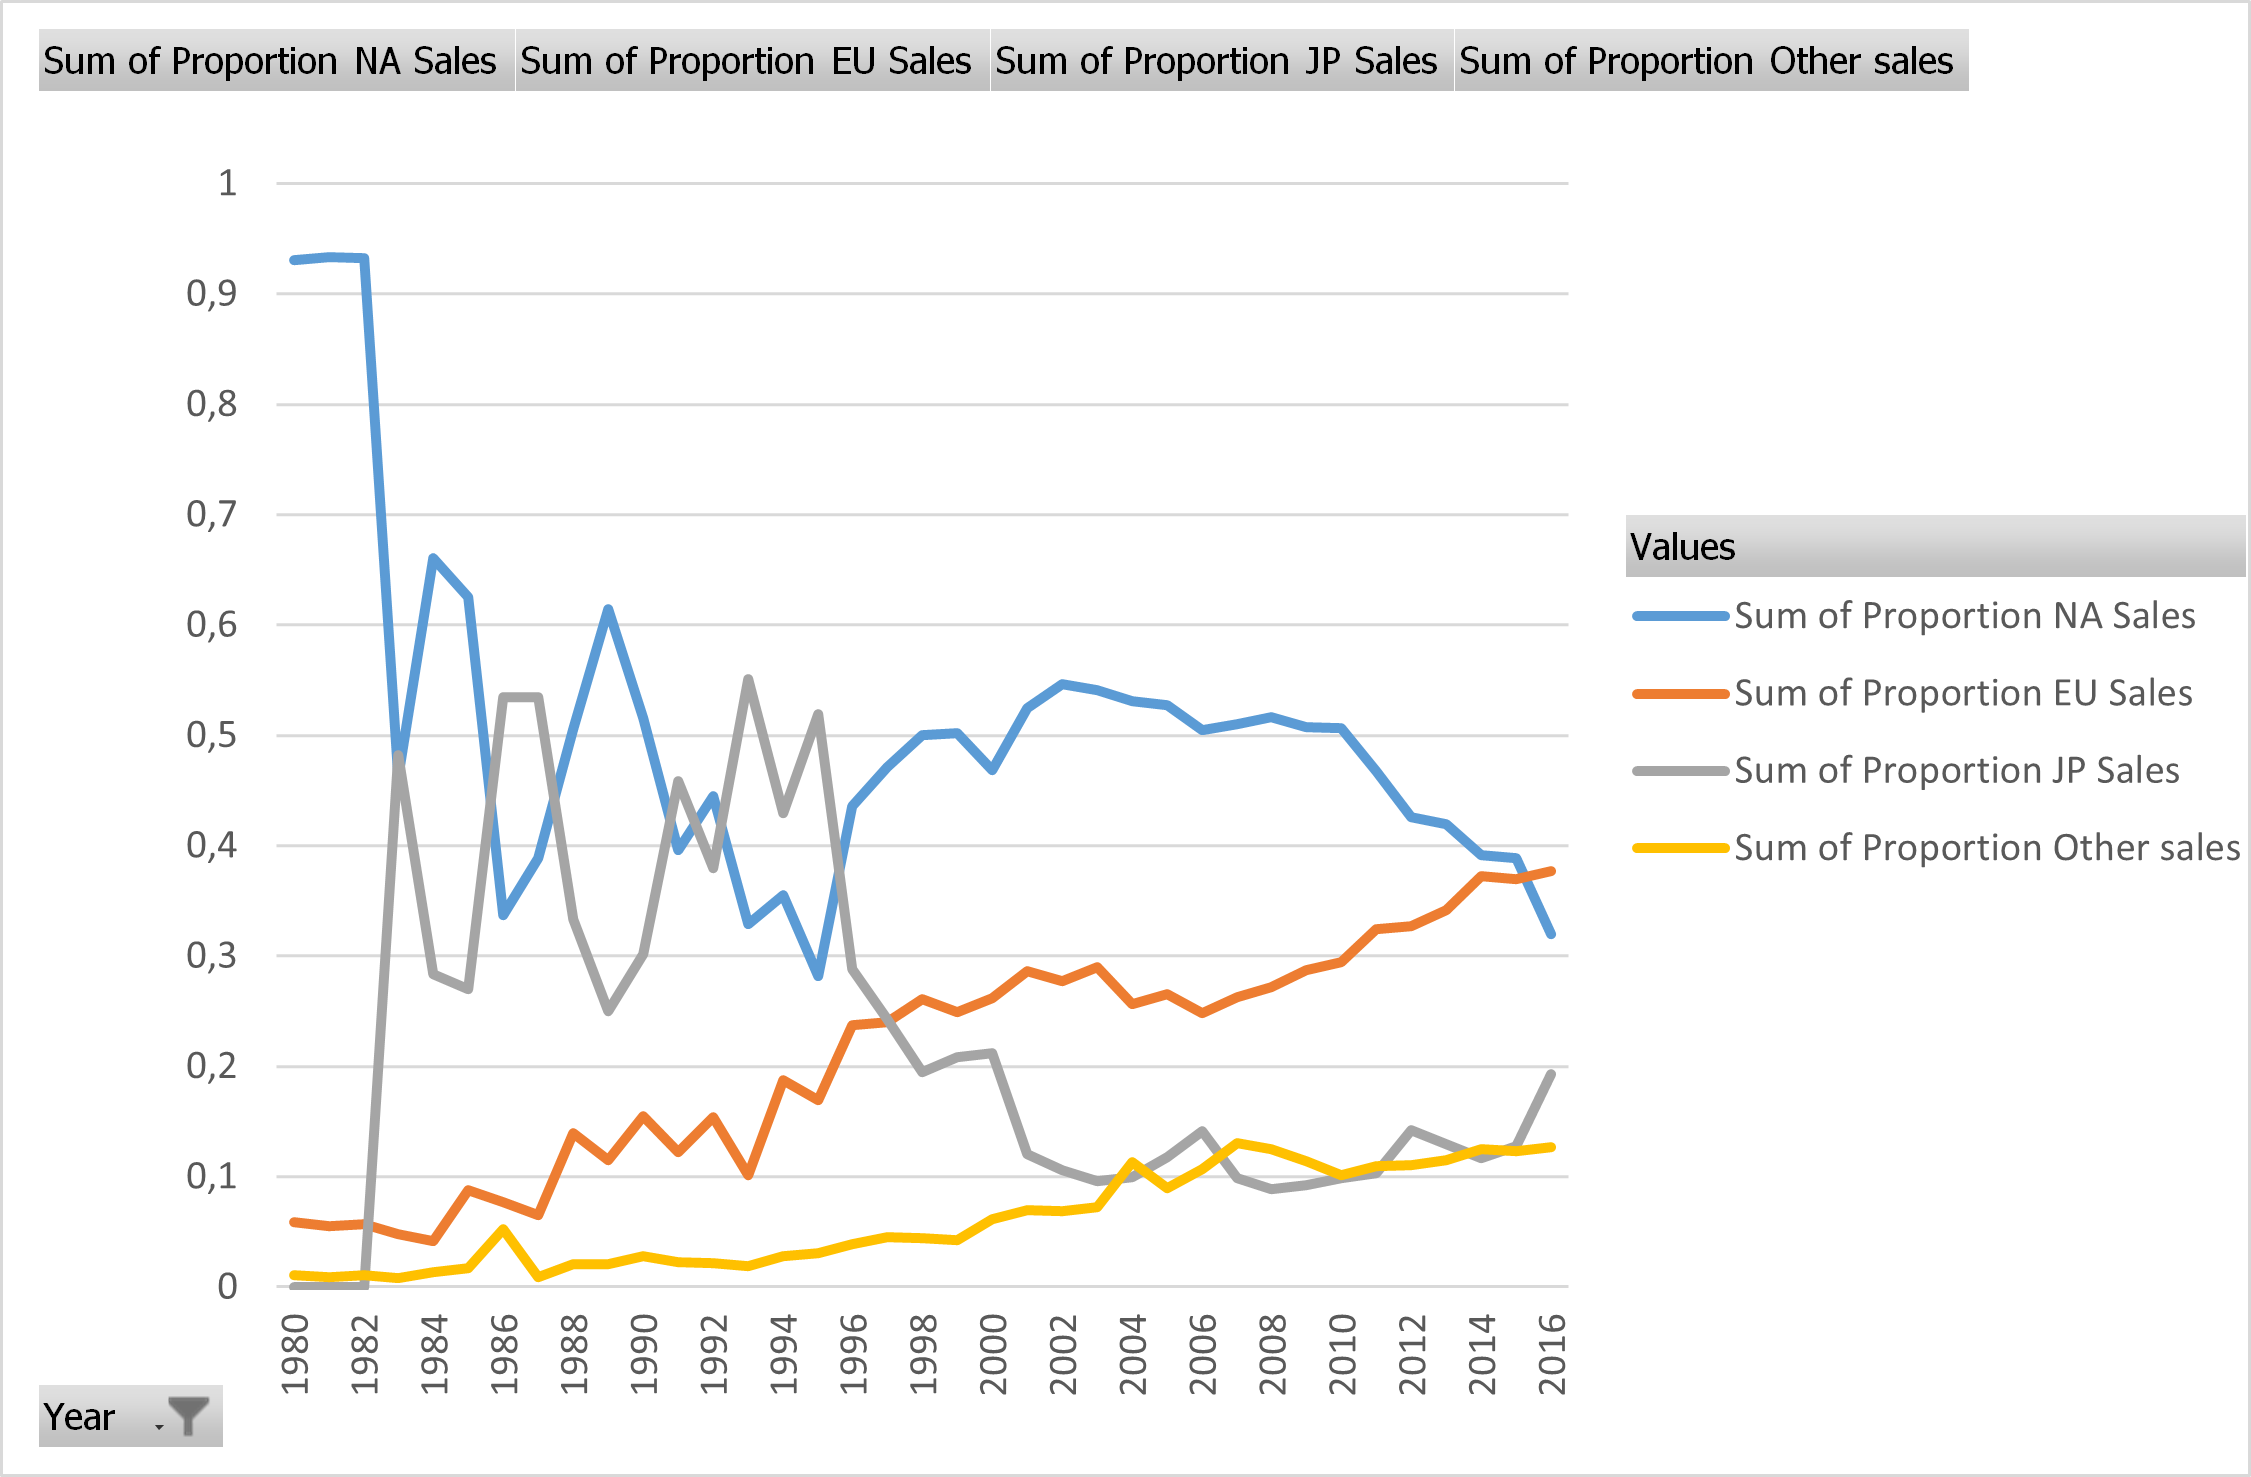 Sum of Proportion NA Sales Sum of Proportion EU Sales Sum of Proportion JP Sales Sum of Proportion Other sales
1
0,9
0,8
0,7
0,6
0,5
0,4
0,3
0,2
0,1
0
1980 1982 1984 1986 1988 1990 1992 1994 1996 1998 2000 2002 2004 2006 2008 2010 2012 2014 2016
Values
Sum of Proportion NA Sales
Sum of Proportion EU Sales
Sum of Proportion JP Sales
Sum of Proportion Other sales
Year